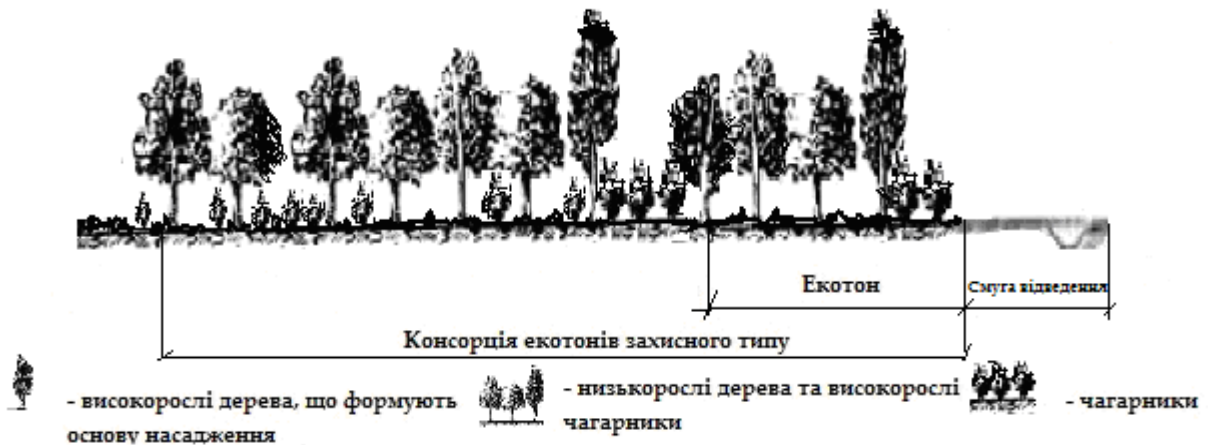 Екотон
Смуга відведення
Консорція екотонів захисного типу
- високорослі дерева, що формують
основу насадження
- низькорослі дерева та високорослі
чагарники
- чагарники